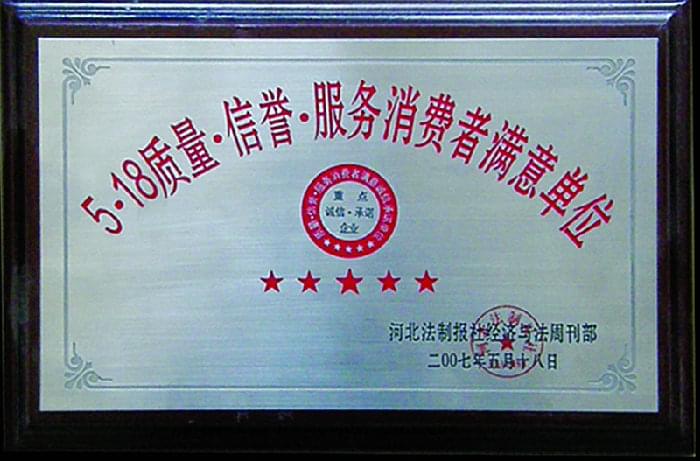 5·18质量·信誉·服务消费者满意单位
重点
诚信·承诺
企业
河北法制报社经济与法周刊部
二00七年五月十八日